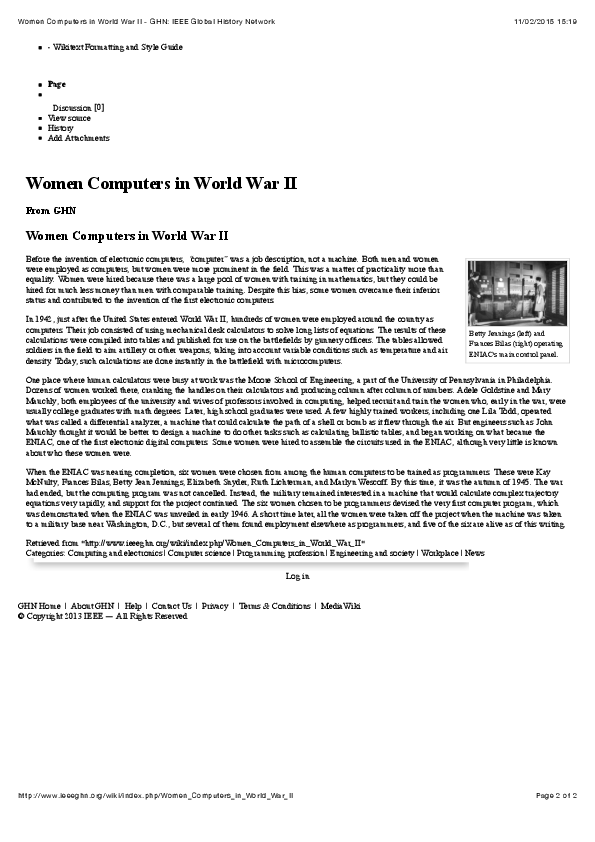 Women Computers in World War II - GHN: IEEE Global History Network
11/02/2015 15:19
- Wikitext Formatting and Style Guide
Page
Discussion [0]
View source
History
Add Attachments
Women Computers in World War II
From GHN
Women Computers in World War II
Before the invention of electronic computers, "computer" was a job description, not a machine. Both men and women
were employed as computers, but women were more prominent in the field. This was a matter of practicality more than
equality. Women were hired because there was a large pool of women with training in mathematics, but they could be
hired for much less money than men with comparable training. Despite this bias, some women overcame their inferior
status and contributed to the invention of the first electronic computers.
Betty Jennings (left) and
Frances Bilas (right) operating
ENIAC's main control panel.
In 1942, just after the United States entered World War II, hundreds of women were employed around the country as
computers. Their job consisted of using mechanical desk calculators to solve long lists of equations. The results of these
calculations were compiled into tables and published for use on the battlefields by gunnery officers. The tables allowed
soldiers in the field to aim artillery or other weapons, taking into account variable conditions such as temperature and air
density. Today, such calculations are done instantly in the battlefield with microcomputers.
One place where human calculators were busy at work was the Moore School of Engineering, a part of the University of Pennsylvania in Philadelphia.
Dozens of women worked there, cranking the handles on their calculators and producing column after column of numbers. Adele Goldstine and Mary
Mauchly, both employees of the university and wives of professors involved in computing, helped recruit and train the women who, early in the war, were
usually college graduates with math degrees. Later, high school graduates were used. A few highly trained workers, including one Lila Todd, operated
what was called a differential analyzer, a machine that could calculate the path of a shell or bomb as it flew through the air. But engineers such as John
Mauchly thought it would be better to design a machine to do other tasks such as calculating ballistic tables, and began working on what became the
ENIAC, one of the first electronic digital computers. Some women were hired to assemble the circuits used in the ENIAC, although very little is known
about who these women were.
When the ENIAC was nearing completion, six women were chosen from among the human computers to be trained as programmers. These were Kay
McNulty, Frances Bilas, Betty Jean Jennings, Elizabeth Snyder, Ruth Lichterman, and Marlyn Wescoff. By this time, it was the autumn of 1945. The war
had ended, but the computing program was not cancelled. Instead, the military remained interested in a machine that would calculate complex trajectory
equations very rapidly, and support for the project continued. The six women chosen to be programmers devised the very first computer program, which
was demonstrated when the ENIAC was unveiled in early 1946. A short time later, all the women were taken off the project when the machine was taken
to a military base near Washington, D.C., but several of them found employment elsewhere as programmers, and five of the six are alive as of this writing.
Retrieved from "http://www.ieeeghn.org/wiki/index.php/Women_Computers_in_World_War_II"
Categories: Computing and electronics | Computer science | Programming profession | Engineering and society | Workplace | News
Log in
GHN Home | About GHN | Help | Contact Us | Privacy | Terms & Conditions | MediaWiki
© Copyright 2013 IEEE — All Rights Reserved
http://www.ieeeghn.org/wiki/index.php/Women_Computers_in_World_War_II
Page 2 of 2